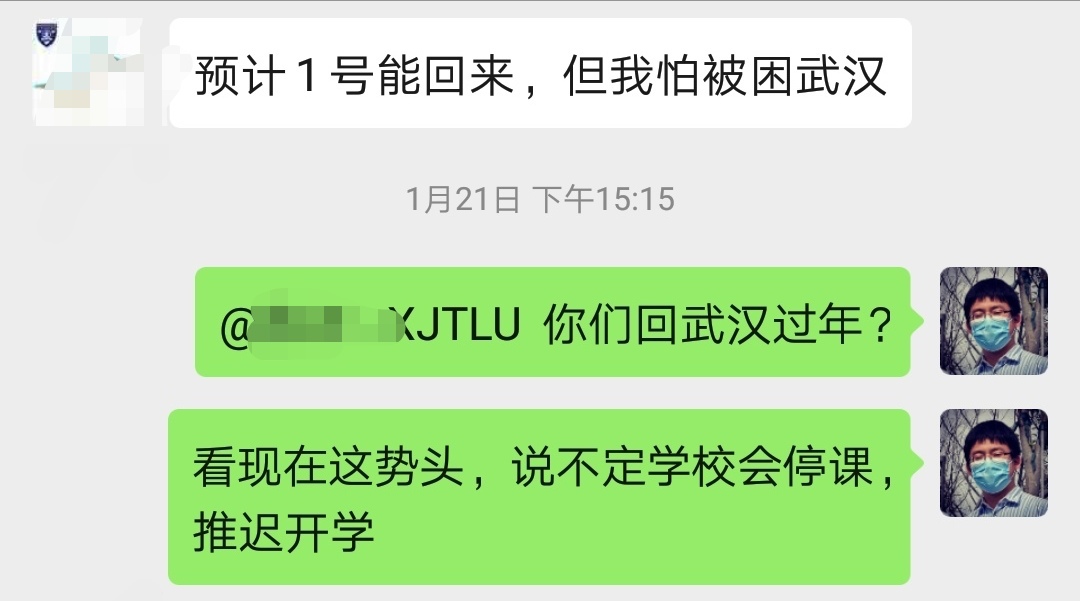 预计1号能回来，但我怕被困武汉
1月21日 下午15:15
@XJTLU 你们回武汉过年？
看现在这势头，说不定学校会停课，
推迟开学